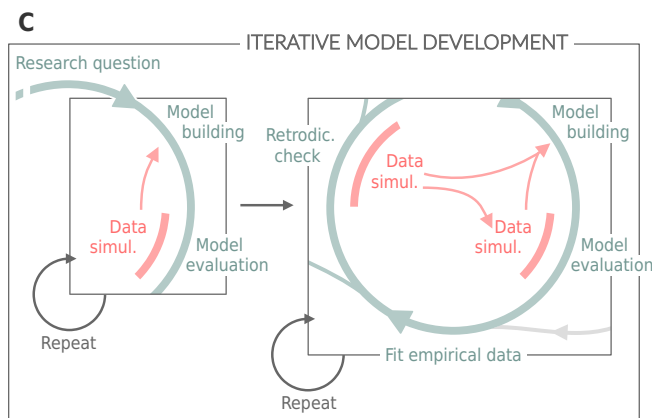 C
ITERATIVE MODEL DEVELOPMENT
Research question
Model
building
Data
simul.
Model
evaluation
Repeat
Retrodic.
check
Data
simul.
Model
building
Data
simul.
Model
evaluation
Fit empirical data
Repeat